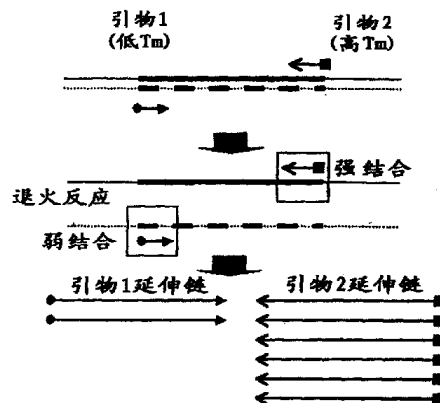 引物1
(低Tm)
引物2
(高Tm)
强结合
退火反应
弱结合
引物1延伸链
引物2延伸链